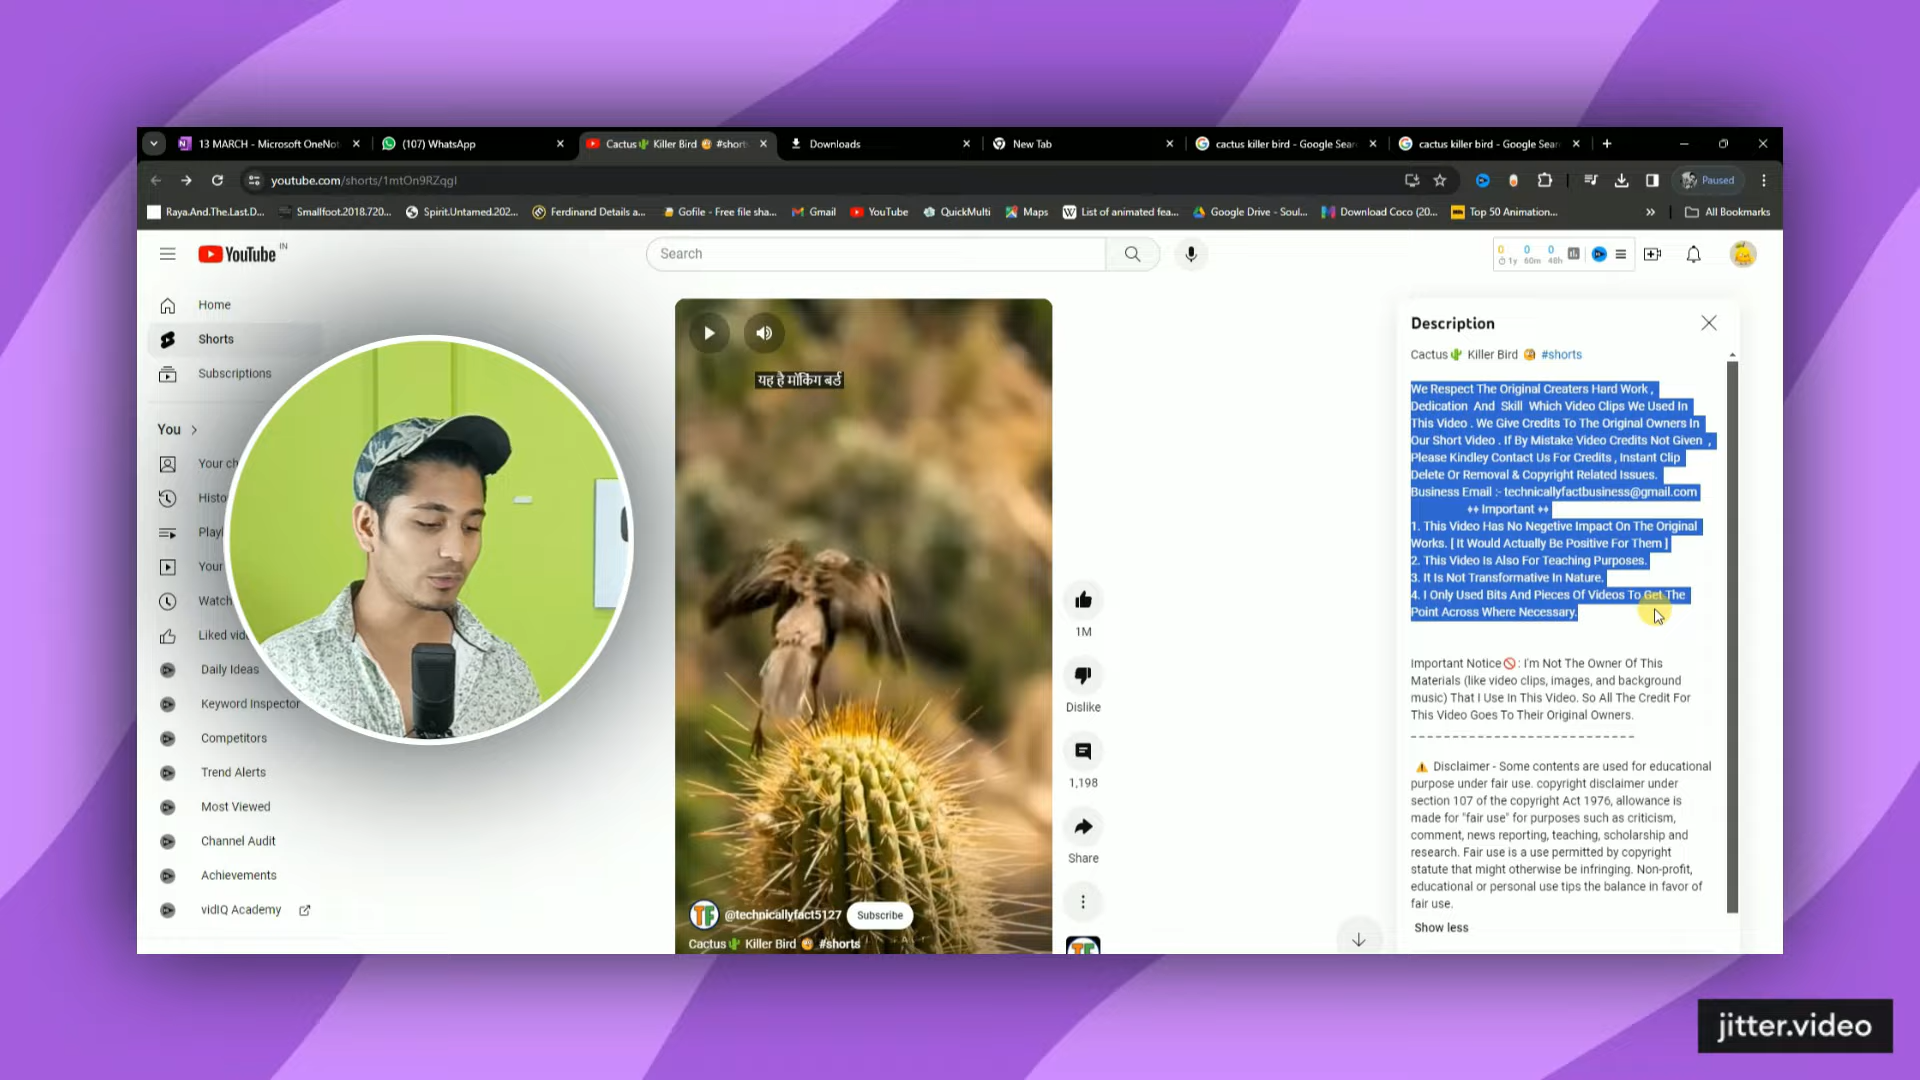 13 MARCH - Microsoft OneNot
(107) WhatsApp
Cactus🌵 Killer Bird 😱 #short
Downloads
New Tab
cactus killer bird - Google Sear
cactus killer bird - Google Sear
youtube.com/shorts/1mtOn9RZqgI
Paused
Raya.And.The.Last.D...
Smallfoot.2018.720...
Spirit.Untamed.202...
Ferdinand Details a...
Gofile - Free file sha...
Gmail
YouTube
QuickMulti
Maps
List of animated fea...
Google Drive - Soul...
Download Coco (20...
Top 50 Animation...
All Bookmarks
YouTube IN
Search
0 0 0
1y 60m 48h
Home
Shorts
Subscriptions
You
Your ch
Histo
Playl
Your
Watch
Liked vid
Daily Ideas
Keyword Inspector
Competitors
Trend Alerts
Most Viewed
Channel Audit
Achievements
vidIQ Academy
यह है मॉकिंग बर्ड
TF @technicallyfact5127 Subscribe
Cactus🌵 Killer Bird #shorts
1M
Dislike
1,198
Share
TF
Description
Cactus🌵 Killer Bird #shorts
We Respect The Original Creaters Hard Work ,
Dedication And Skill Which Video Clips We Used In
This Video . We Give Credits To The Original Owners In
Our Short Video . If By Mistake Video Credits Not Given ,
Please Kindley Contact Us For Credits , Instant Clip
Delete Or Removal & Copyright Related Issues.
Business Email :- technicallyfactbusiness@gmail.com
♦♦ Important ♦♦
1. This Video Has No Negetive Impact On The Original
Works. [ It Would Actually Be Positive For Them ]
2. This Video Is Also For Teaching Purposes.
3. It Is Not Transformative In Nature.
4. I Only Used Bits And Pieces Of Videos To Get The
Point Across Where Necessary.
Important Notice🚫: I'm Not The Owner Of This
Materials (like video clips, images, and background
music) That I Use In This Video. So All The Credit For
This Video Goes To Their Original Owners.
---------------------------
⚠️ Disclaimer - Some contents are used for educational
purpose under fair use. copyright disclaimer under
section 107 of the copyright Act 1976, allowance is
made for "fair use" for purposes such as criticism,
comment, news reporting, teaching, scholarship and
research. Fair use is a use permitted by copyright
statute that might otherwise be infringing. Non-profit,
educational or personal use tips the balance in favor of
fair use.
Show less
jitter.video